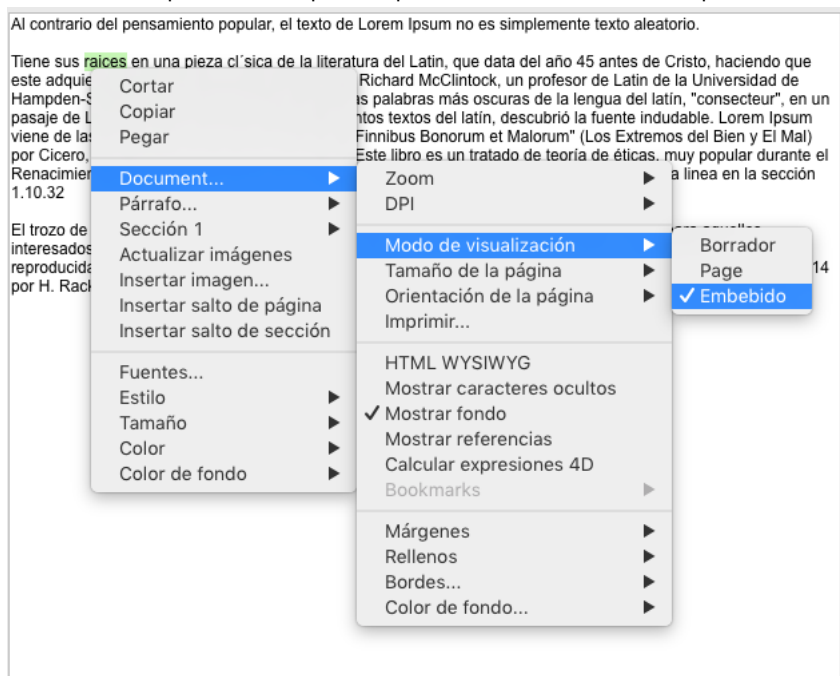 Al contrario del pensamiento popular, el texto de Lorem Ipsum no es simplemente texto aleatorio.
Tiene sus raices en una pieza cl´sica de la literatura del Latin, que data del año 45 antes de Cristo, haciendo que
este adquie Richard McClintock, un profesor de Latin de la Universidad de
Hampden-S as palabras más oscuras de la lengua del latín, "consecteur", en un
pasaje de L ntos textos del latín, descubrió la fuente indudable. Lorem Ipsum
viene de las Finnibus Bonorum et Malorum" (Los Extremos del Bien y El Mal)
por Cicero, Este libro es un tratado de teoría de éticas, muy popular durante el
Renacimier a linea en la sección
1.10.32
El trozo de
interesados
reproducida 14
por H. Rack
Cortar
Copiar
Pegar
Document...
Párrafo...
Sección 1
Actualizar imágenes
Insertar imagen...
Insertar salto de página
Insertar salto de sección
Fuentes...
Estilo
Tamaño
Color
Color de fondo
Zoom
DPI
Modo de visualización
Tamaño de la página
Orientación de la página
Imprimir...
HTML WYSIWYG
Mostrar caracteres ocultos
Mostrar fondo
Mostrar referencias
Calcular expresiones 4D
Bookmarks
Márgenes
Rellenos
Bordes...
Color de fondo...
Borrador
Page
Embebido